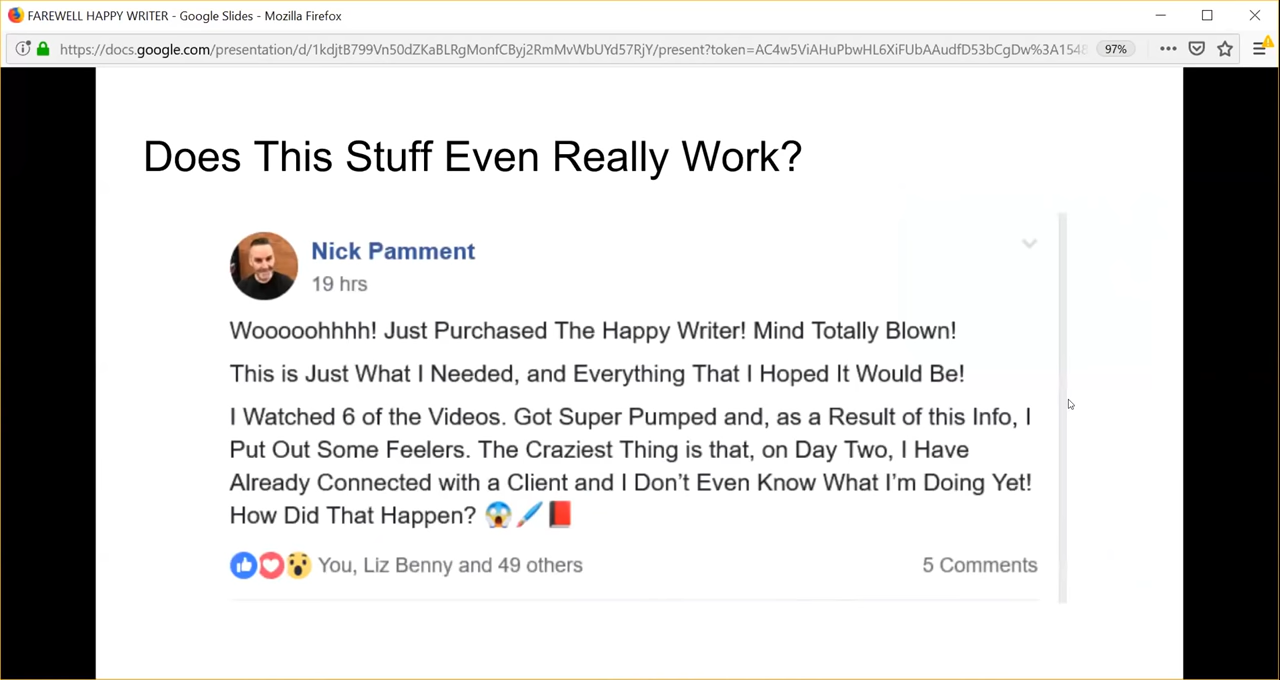 FAREWELL HAPPY WRITER - Google Slides - Mozilla Firefox
https://docs.google.com/presentation/d/1kdjtB799Vn50dZKaBLRgMonfCByj2RmMvWbUYd57RjY/present?token=AC4w5ViAHuPbwHL6XiFUbAAudfD53bCgDw%3A1548
97%
Does This Stuff Even Really Work?
Nick Pamment
19 hrs
Wooooohhhh! Just Purchased The Happy Writer! Mind Totally Blown!
This is Just What I Needed, and Everything That I Hoped It Would Be!
I Watched 6 of the Videos. Got Super Pumped and, as a Result of this Info, I
Put Out Some Feelers. The Craziest Thing is that, on Day Two, I Have
Already Connected with a Client and I Don't Even Know What I'm Doing Yet!
How Did That Happen? 😱🖌️📕
You, Liz Benny and 49 others 5 Comments